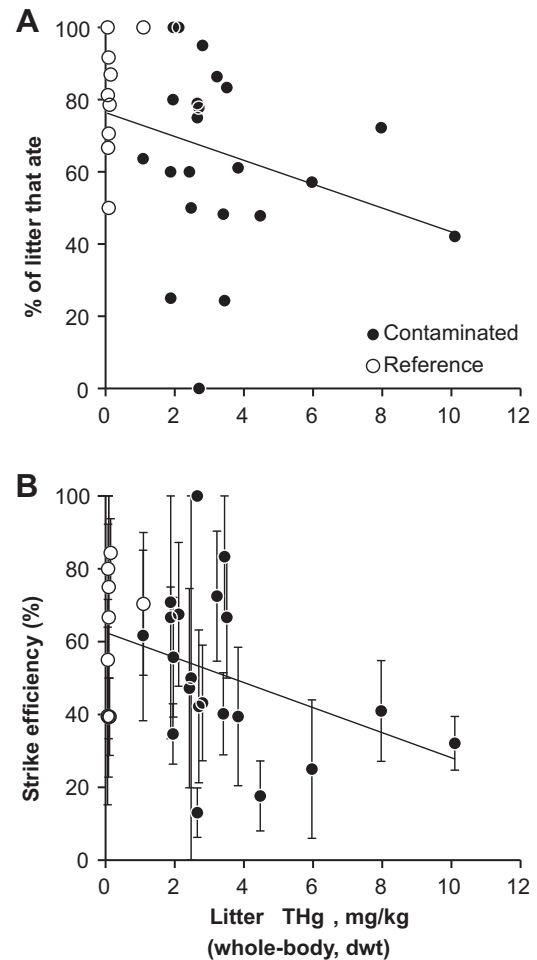 A
100
80
60
40
20
0
% of litter that ate
Contaminated
Reference
0 2 4 6 8 10 12
B
100
80
60
40
20
0
Strike efficiency (%)
0 2 4 6 8 10 12
Litter THg , mg/kg
(whole-body, dwt)